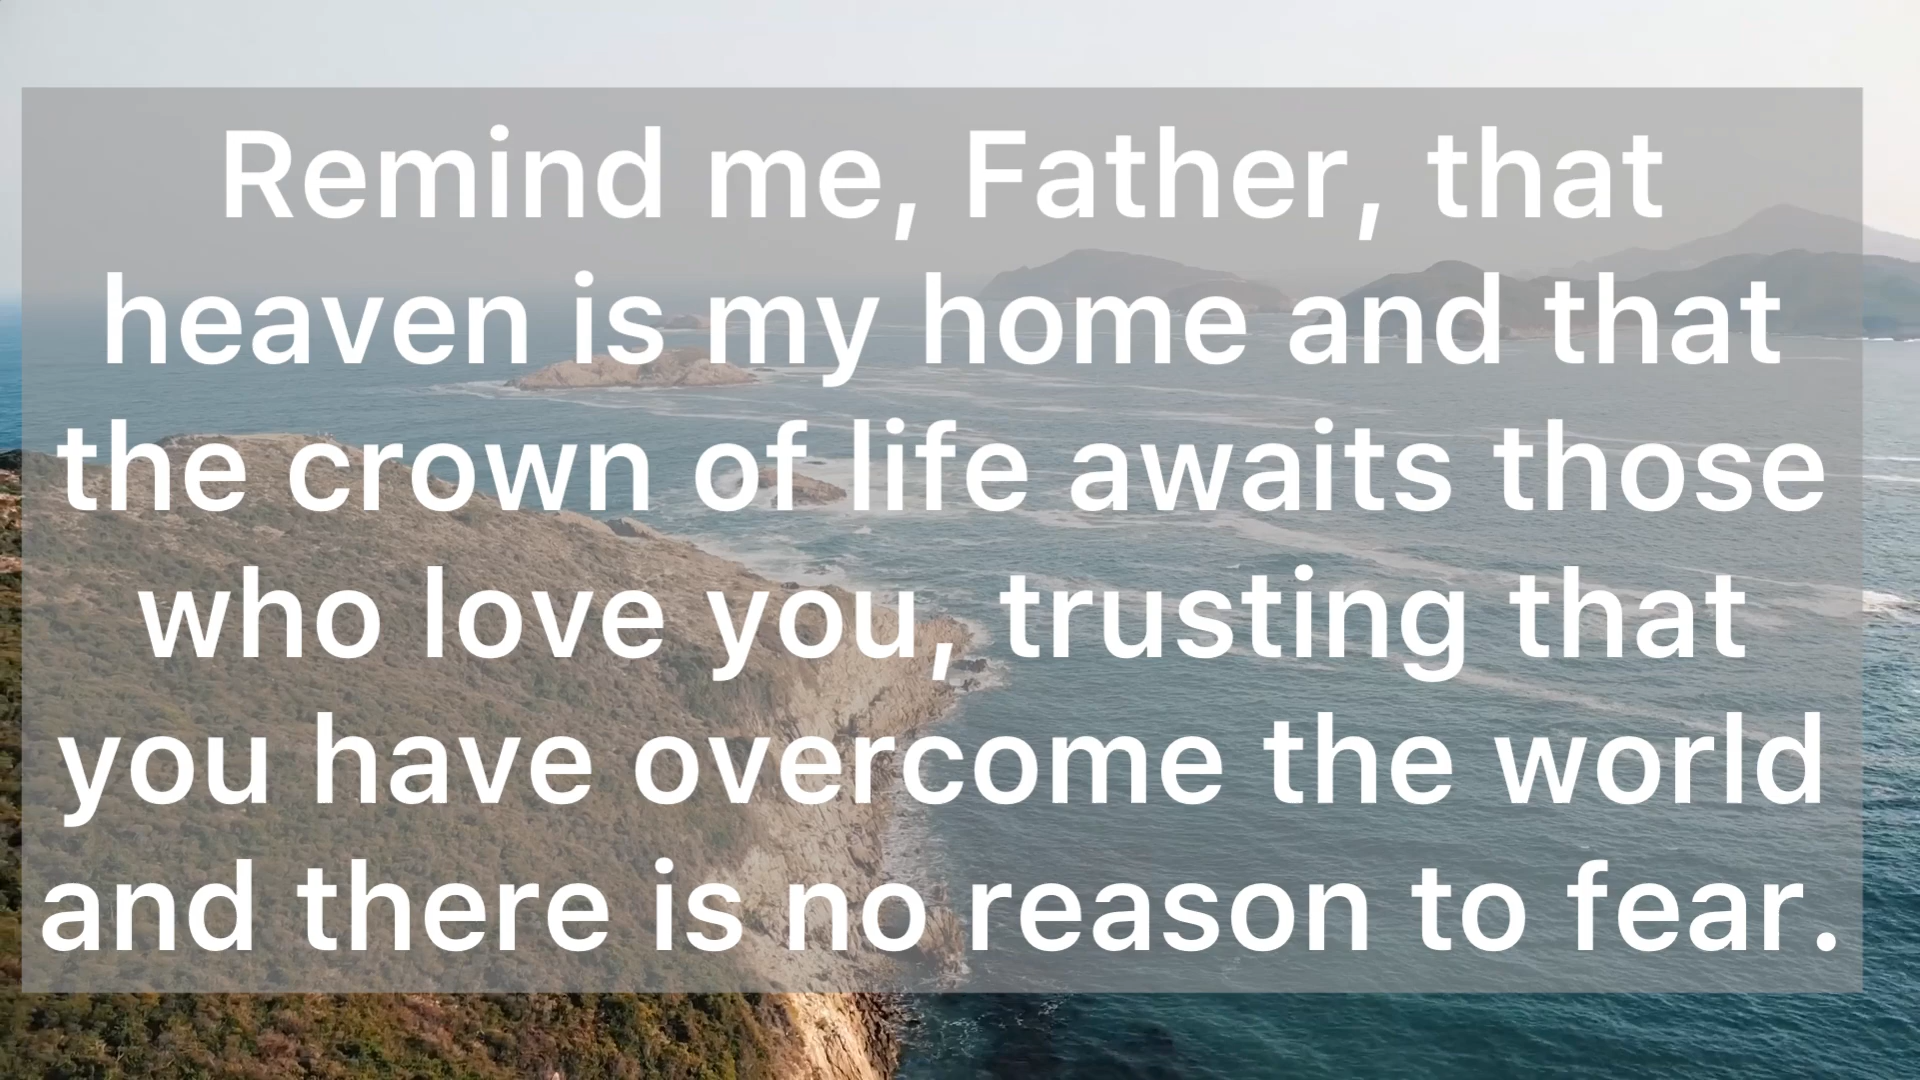 Remind me, Father, that
heaven is my home and that
the crown of life awaits those
who love you, trusting that
you have overcome the world
and there is no reason to fear.